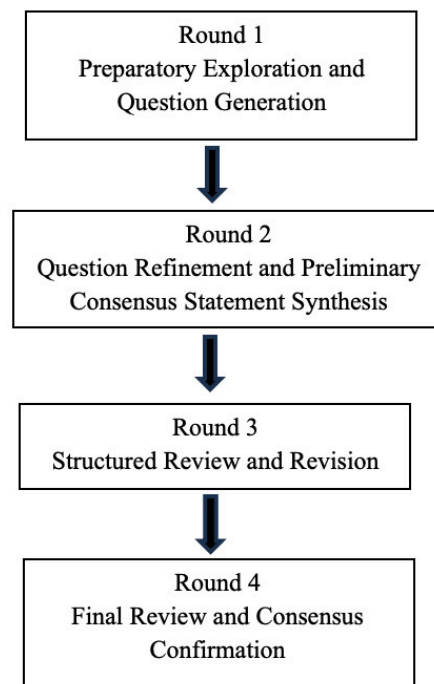 Round 1
Preparatory Exploration and
Question Generation
Round 2
Question Refinement and Preliminary
Consensus Statement Synthesis
Round 3
Structured Review and Revision
Round 4
Final Review and Consensus
Confirmation